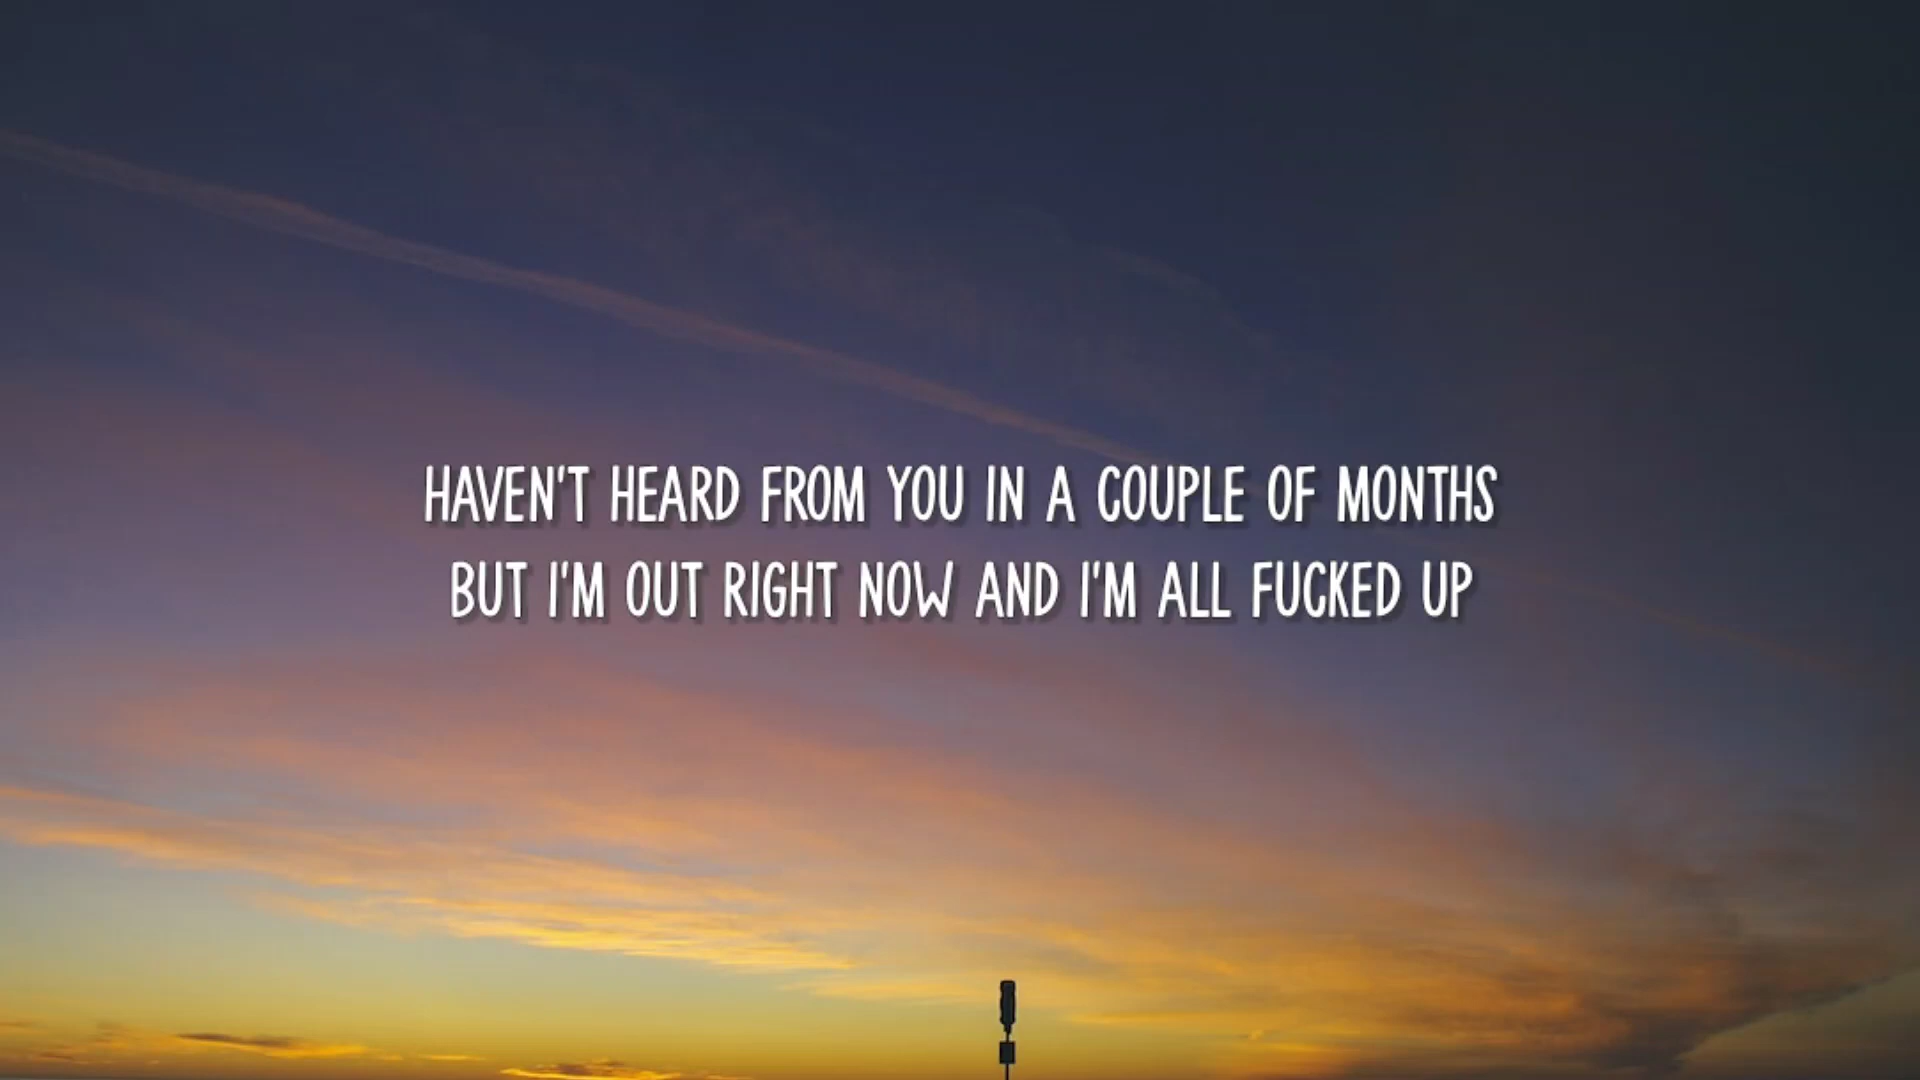 HAVEN'T HEARD FROM YOU IN A COUPLE OF MONTHS
BUT I'M OUT RIGHT NOW AND I'M ALL FUCKED UP